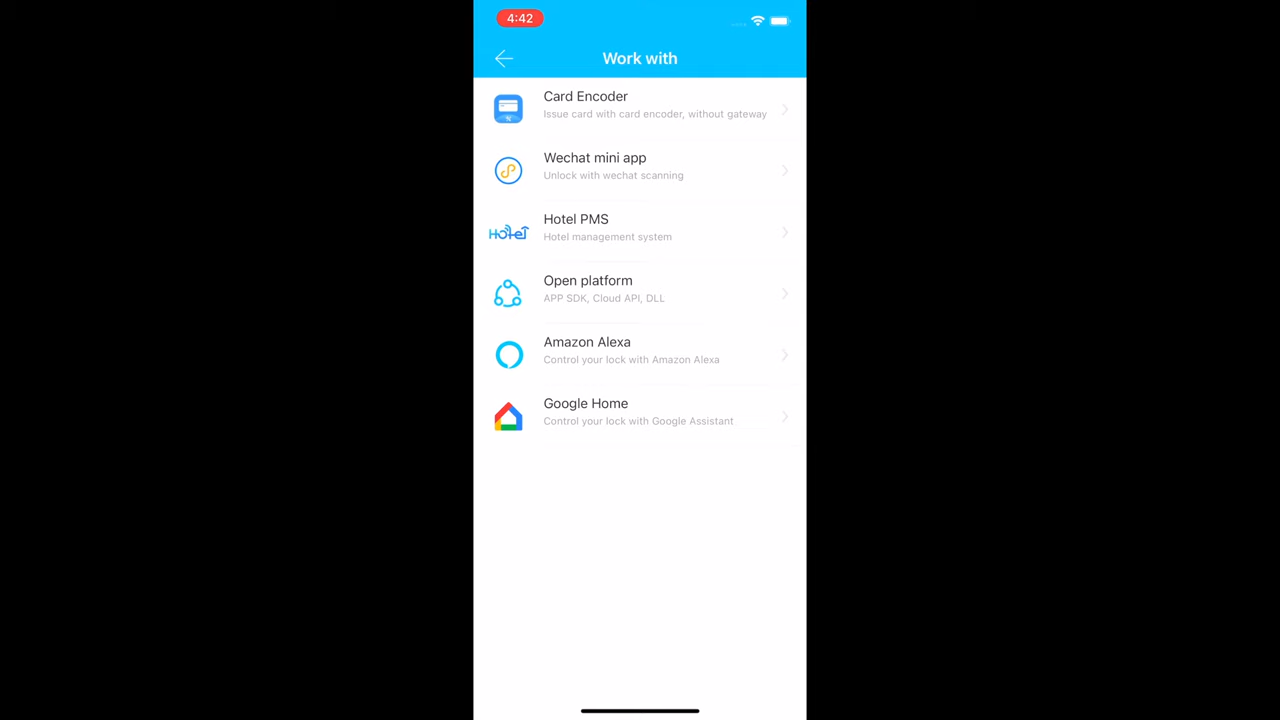 4:42
Work with
Card Encoder
Issue card with card encoder, without gateway
Wechat mini app
Unlock with wechat scanning
Hotel
Hotel PMS
Hotel management system
Open platform
APP SDK, Cloud API, DLL
Amazon Alexa
Control your lock with Amazon Alexa
Google Home
Control your lock with Google Assistant